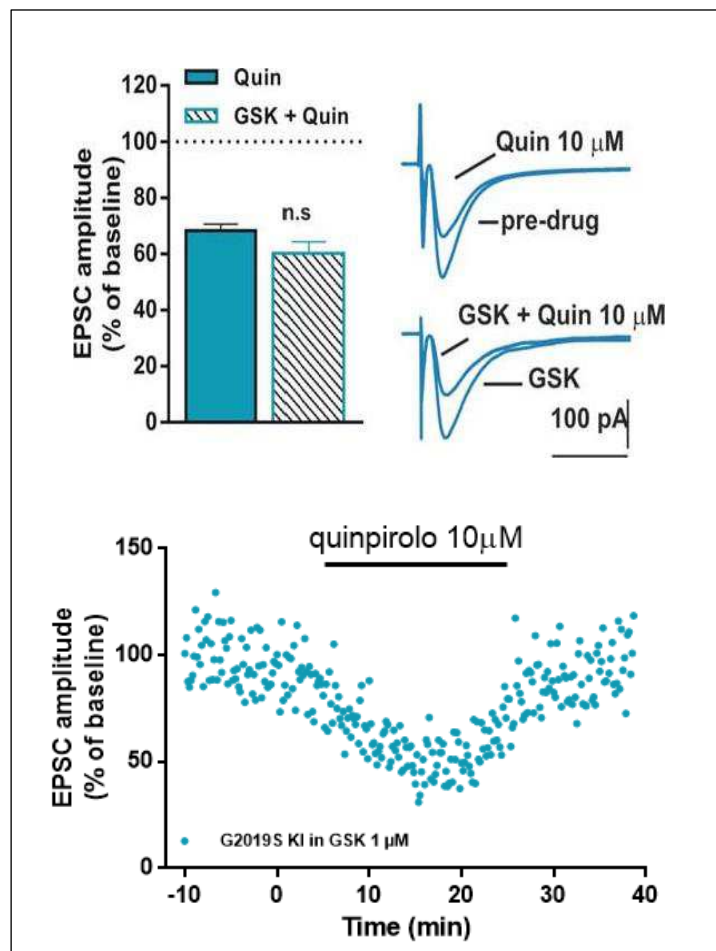 Quin
GSK + Quin
EPSC amplitude
(% of baseline)
100
80
60
40
20
0
n.s
Quin 10 μM
pre-drug
GSK + Quin 10 μM
GSK
100 pA
quinpirolo 10μM
EPSC amplitude
(% of baseline)
150
100
50
0
G2019S KI in GSK 1 μM
-10
0
10
20
30
40
Time (min)